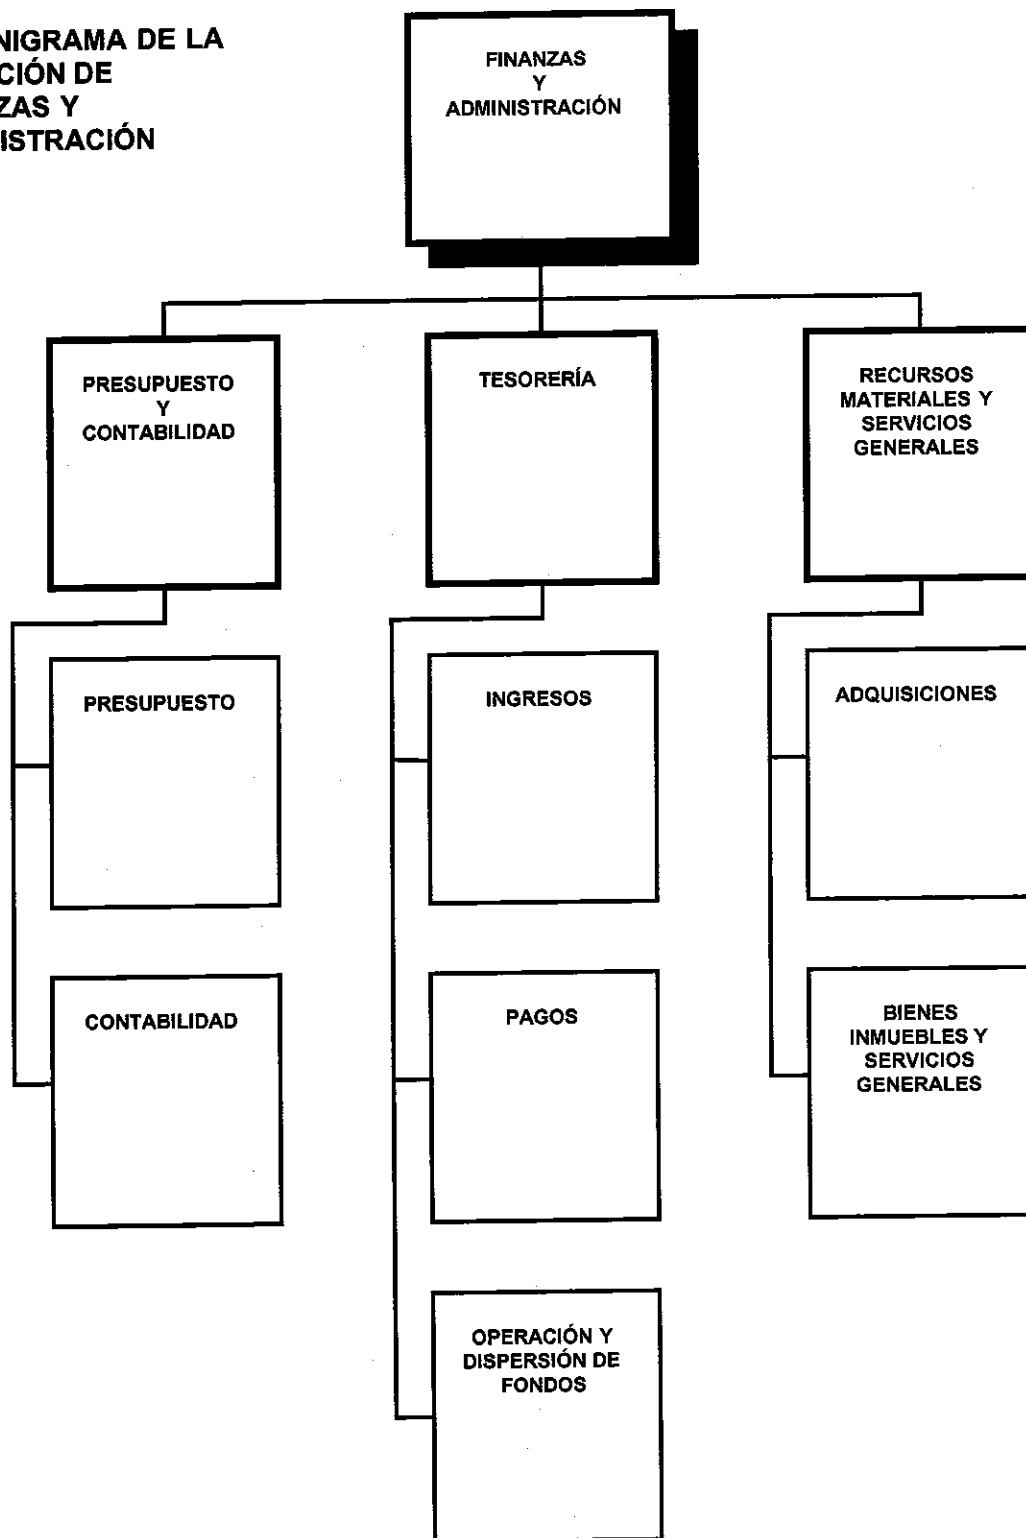 NIGRAMA DE LA
CIÓN DE
ZAS Y
ISTRACIÓN
FINANZAS
Y
ADMINISTRACIÓN
PRESUPUESTO
Y
CONTABILIDAD
TESORERÍA
RECURSOS
MATERIALES Y
SERVICIOS
GENERALES
PRESUPUESTO
INGRESOS
ADQUISICIONES
CONTABILIDAD
PAGOS
BIENES
INMUEBLES Y
SERVICIOS
GENERALES
OPERACIÓN Y
DISPERSIÓN DE
FONDOS